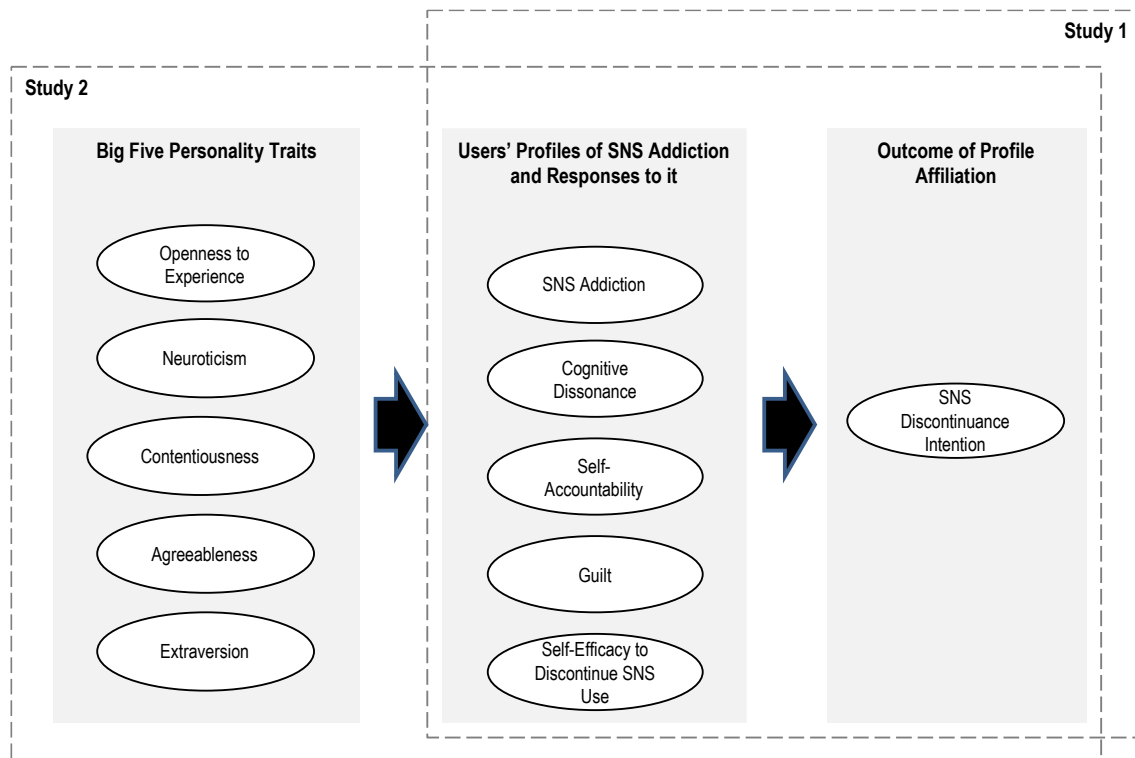 Study 1
Study 2
Big Five Personality Traits
Openness to
Experience
Neuroticism
Contentiousness
Agreeableness
Extraversion
Users' Profiles of SNS Addiction
and Responses to it
SNS Addiction
Cognitive
Dissonance
Self-
Accountability
Guilt
Self-Efficacy to
Discontinue SNS
Use
Outcome of Profile
Affiliation
SNS
Discontinuance
Intention